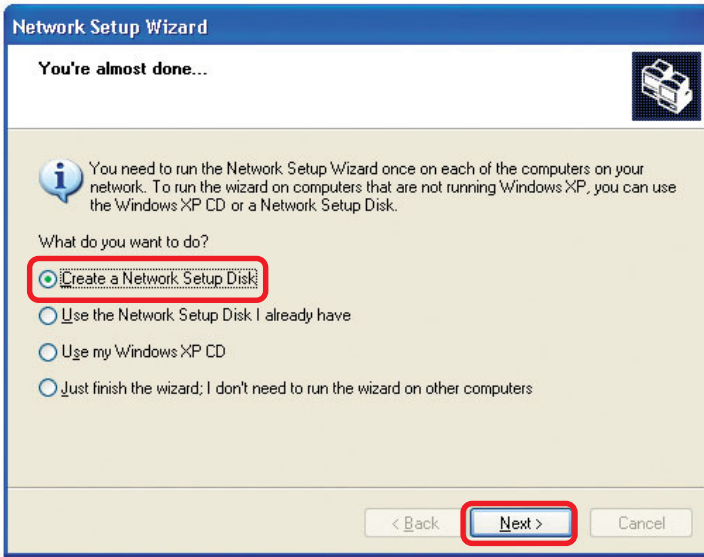 Network Setup Wizard
You're almost done...
You need to run the Network Setup Wizard once on each of the computers on your
network. To run the wizard on computers that are not running Windows XP, you can use
the Windows XP CD or a Network Setup Disk.
What do you want to do?
Create a Network Setup Disk
Use the Network Setup Disk I already have
Use my Windows XP CD
Just finish the wizard; I don't need to run the wizard on other computers
< Back Next > Cancel